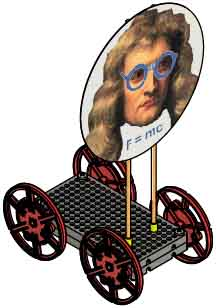 F = mc